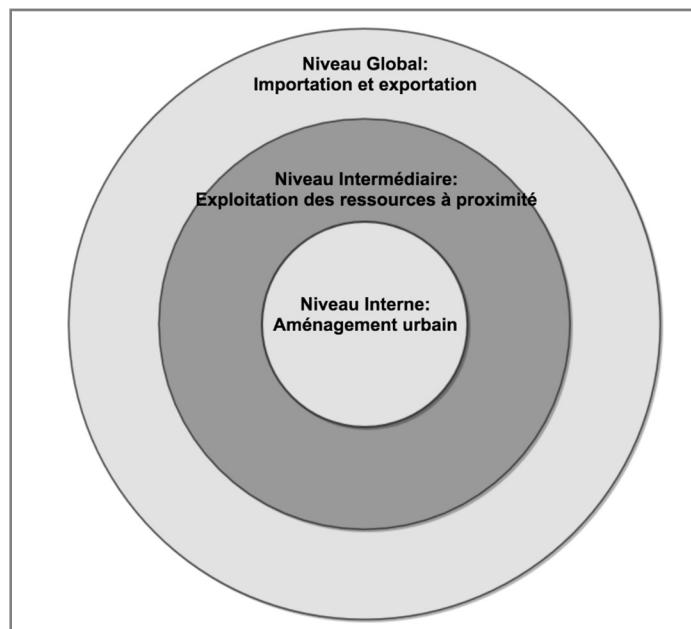 Niveau Global:
Importation et exportation
Niveau Intermédiaire:
Exploitation des ressources à proximité
Niveau Interne:
Aménagement urbain